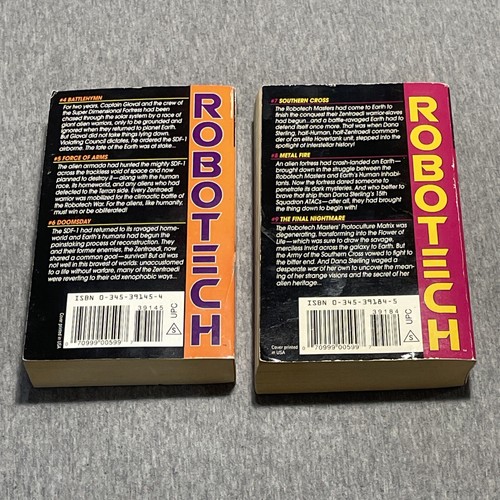 #4 BATTLEHYMN
For two years, Captain Gloval and the crew of
the Super Dimensional Fortress had been
chased through the solar system by a race of
giant alien warriors, only to be grounded and
ignored when they returned to planet Earth.
But Gloval did not take things lying down.
Violating Council dictates, he ordered the SDF-1
airborne. The fate of the Earth was at stake...
#5 FORCE OF ARMS
The alien armada had hunted the mighty SDF-1
across the trackless void of space and now
planned to destroy it—along with the human
race, its homeworld, and any aliens who had
defected to the Terran side. Every Zentraedi
warrior was mobilized for the climactic battle of
the Robotech War. For the aliens, like humanity,
must win or be obliterated!
#6 DOOMSDAY
The SDF-1 had returned to its ravaged home-
world and Earth's humans had begun the
painstaking process of reconstruction. They
and their former enemies, the Zentraedi, now
shared a common goal—survival! But all was
not well in this brave world of worlds: unaccustomed
to a life without warfare, many of the Zentraedi
were reverting to their old xenophobic ways...
ROBOTECH
ISBN 0-345-39145-4
39145
70999 00599
UPC
S
Cover printed
in USA
#7 SOUTHERN CROSS
The Robotech Masters had come to Earth to
finish the conquest their Zentraedi warrior-slaves
had begun...and a battle-ravaged Earth had to
defend itself once more. That was when Dana
Sterling, half-Human, half-Zentraedi comman-
der of an elite Hovertank unit, stepped into the
spotlight of interstellar history!
#8 METAL FIRE
An alien fortress had crash-landed on Earth—
brought down in the struggle between the
Robotech Masters and Earth's Human inhabi-
tants. Now the fortress dared someone to
penetrate its dark mysteries. And who better to
brave that ship than Dana Sterling's 15th
Squadron ATACs—after all, they had brought
the thing down to begin with!
#9 THE FINAL NIGHTMARE
The Robotech Masters' Protoculture Matrix was
degenerating, transforming into the Flower of
Life—which was sure to draw the savage,
merciless Invid across the galaxy to Earth. But
the Army of the Southern Cross vowed to fight
to the bitter end. And Dana Sterling waged a
desperate war of her own to uncover the mean-
ing of her strange visions and the secret of her
alien heritage...
ROBOTECH
ISBN 0-345-39184-5
39184
70999 00599
UPC
S
Cover printed
in USA